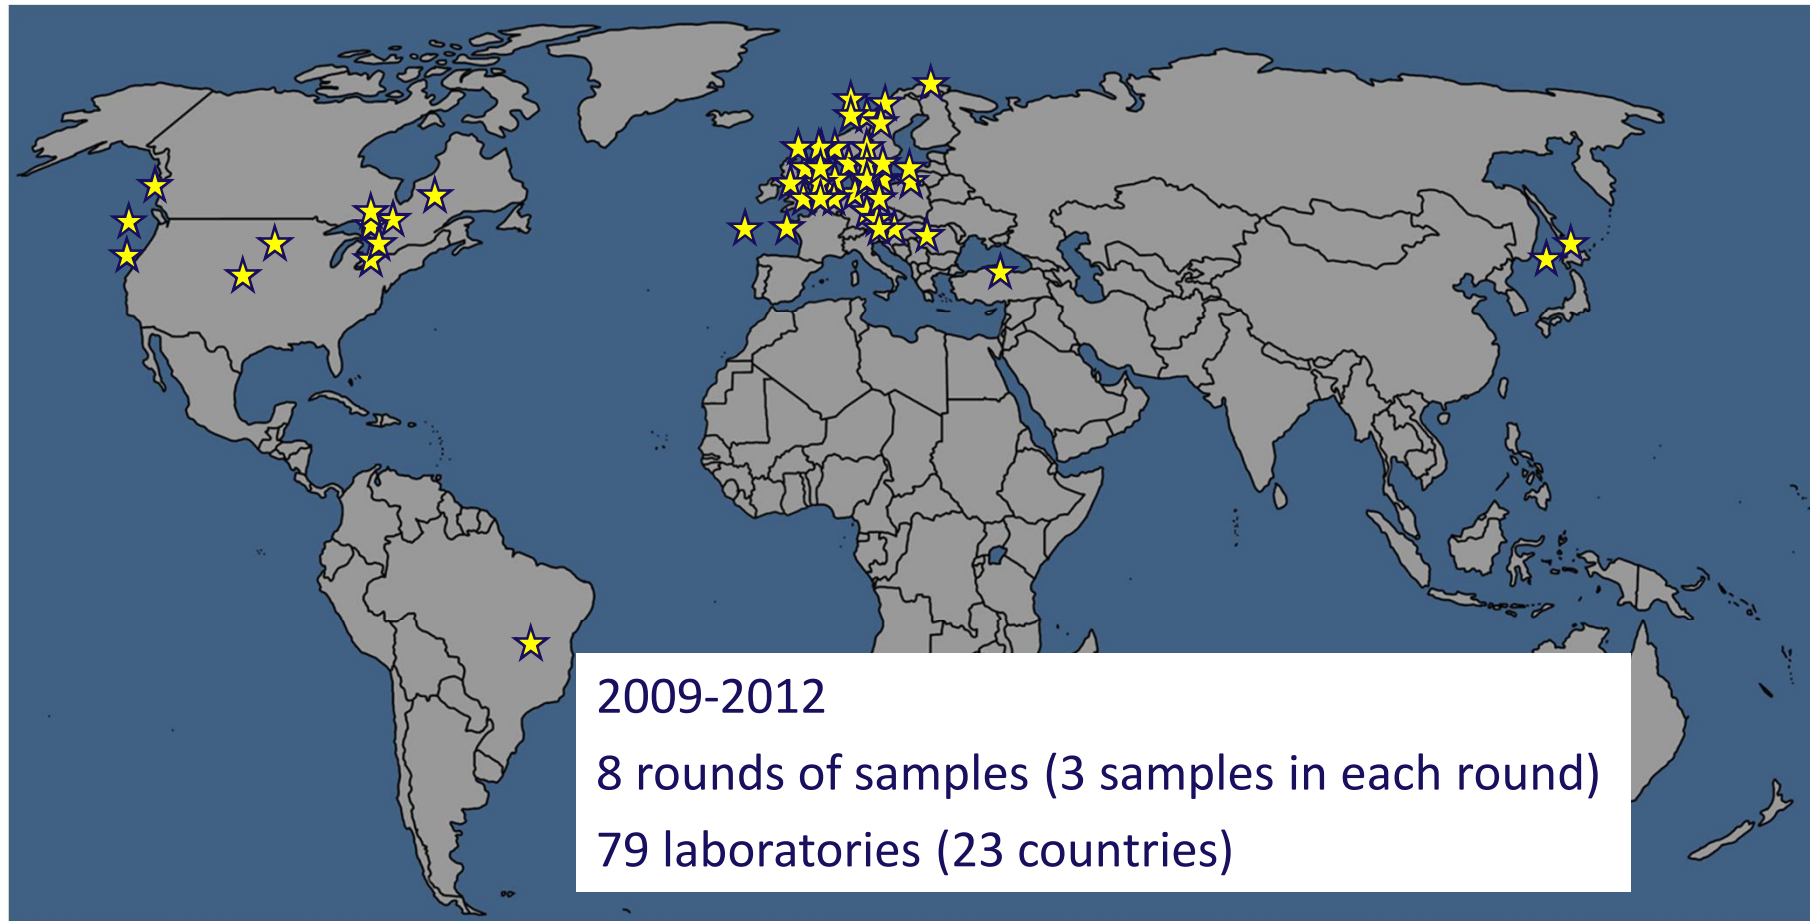 2009-2012
8 rounds of samples (3 samples in each round)
79 laboratories (23 countries)